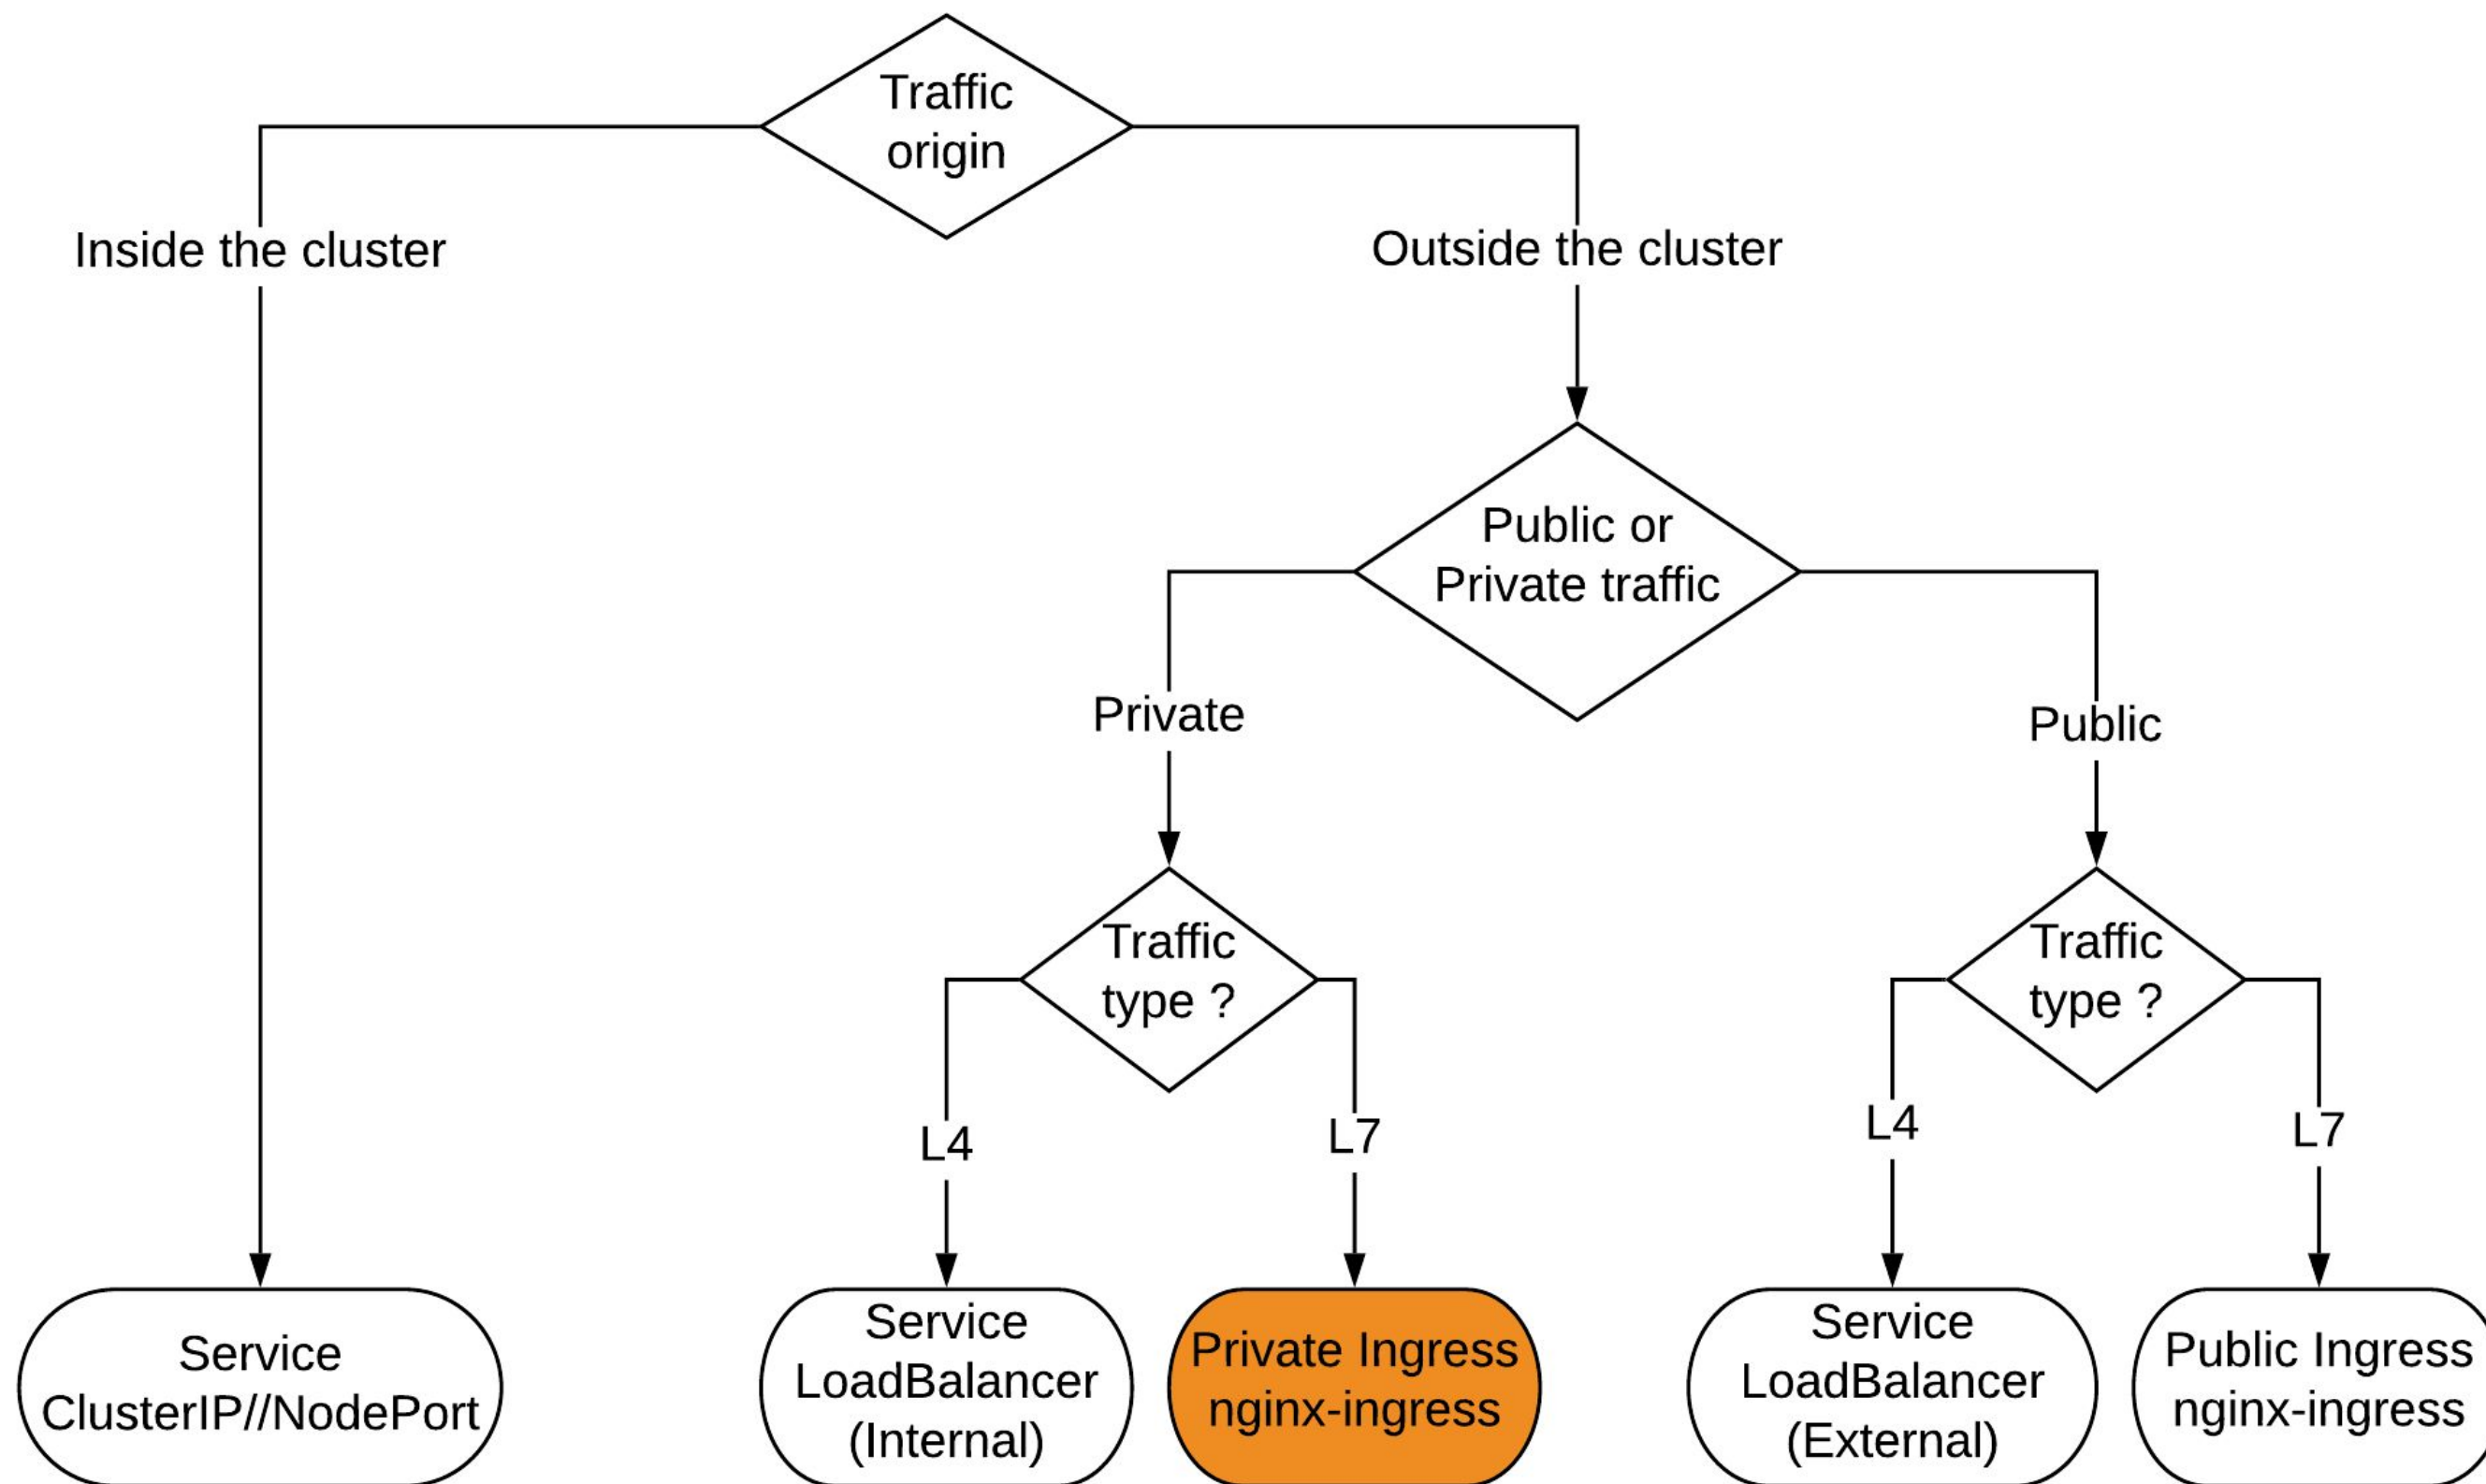 Traffic
origin
Inside the cluster
Outside the cluster
Public or
Private traffic
Private
Public
Traffic
type ?
Traffic
type ?
L4
L7
L4
L7
Service
ClusterIP//NodePort
Service
LoadBalancer
(Internal)
Private Ingress
nginx-ingress
Service
LoadBalancer
(External)
Public Ingress
nginx-ingress